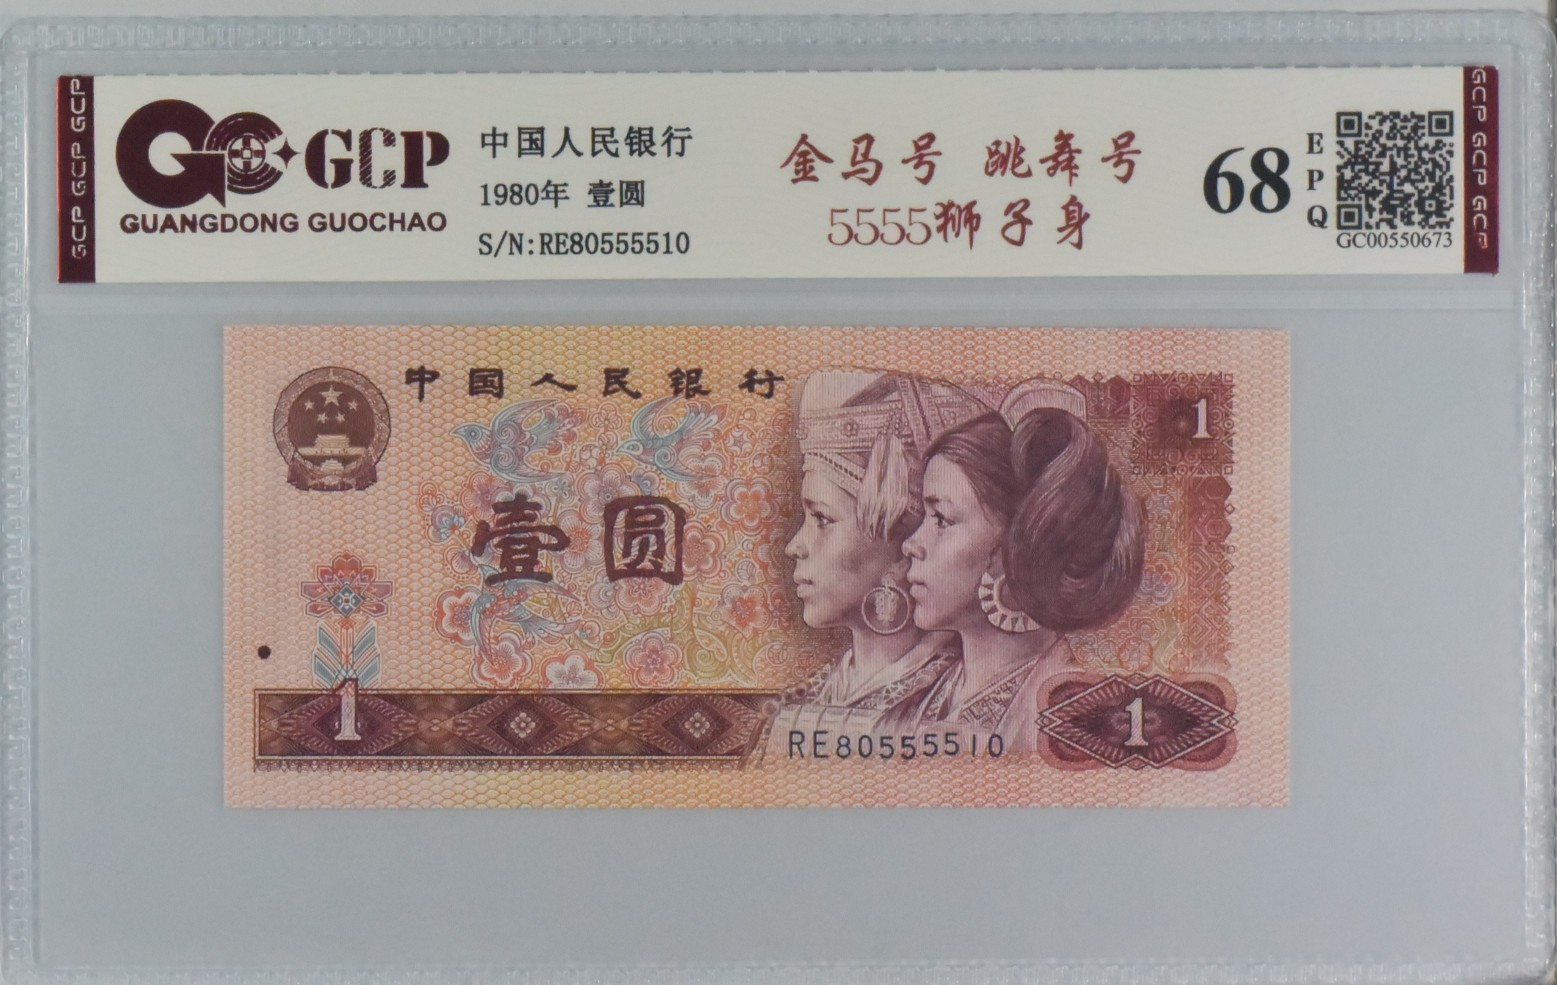 GCP GCP GCP
GCP
GUANGDONG GUOCHAO
中国人民银行
1980年 壹圆
S/N:RE80555510
金马号 跳舞号
5555狮子身
68
EPQ
GC00550673
GCP GCP GCP
中国人民银行
1
壹圆
1
RE80555510
1